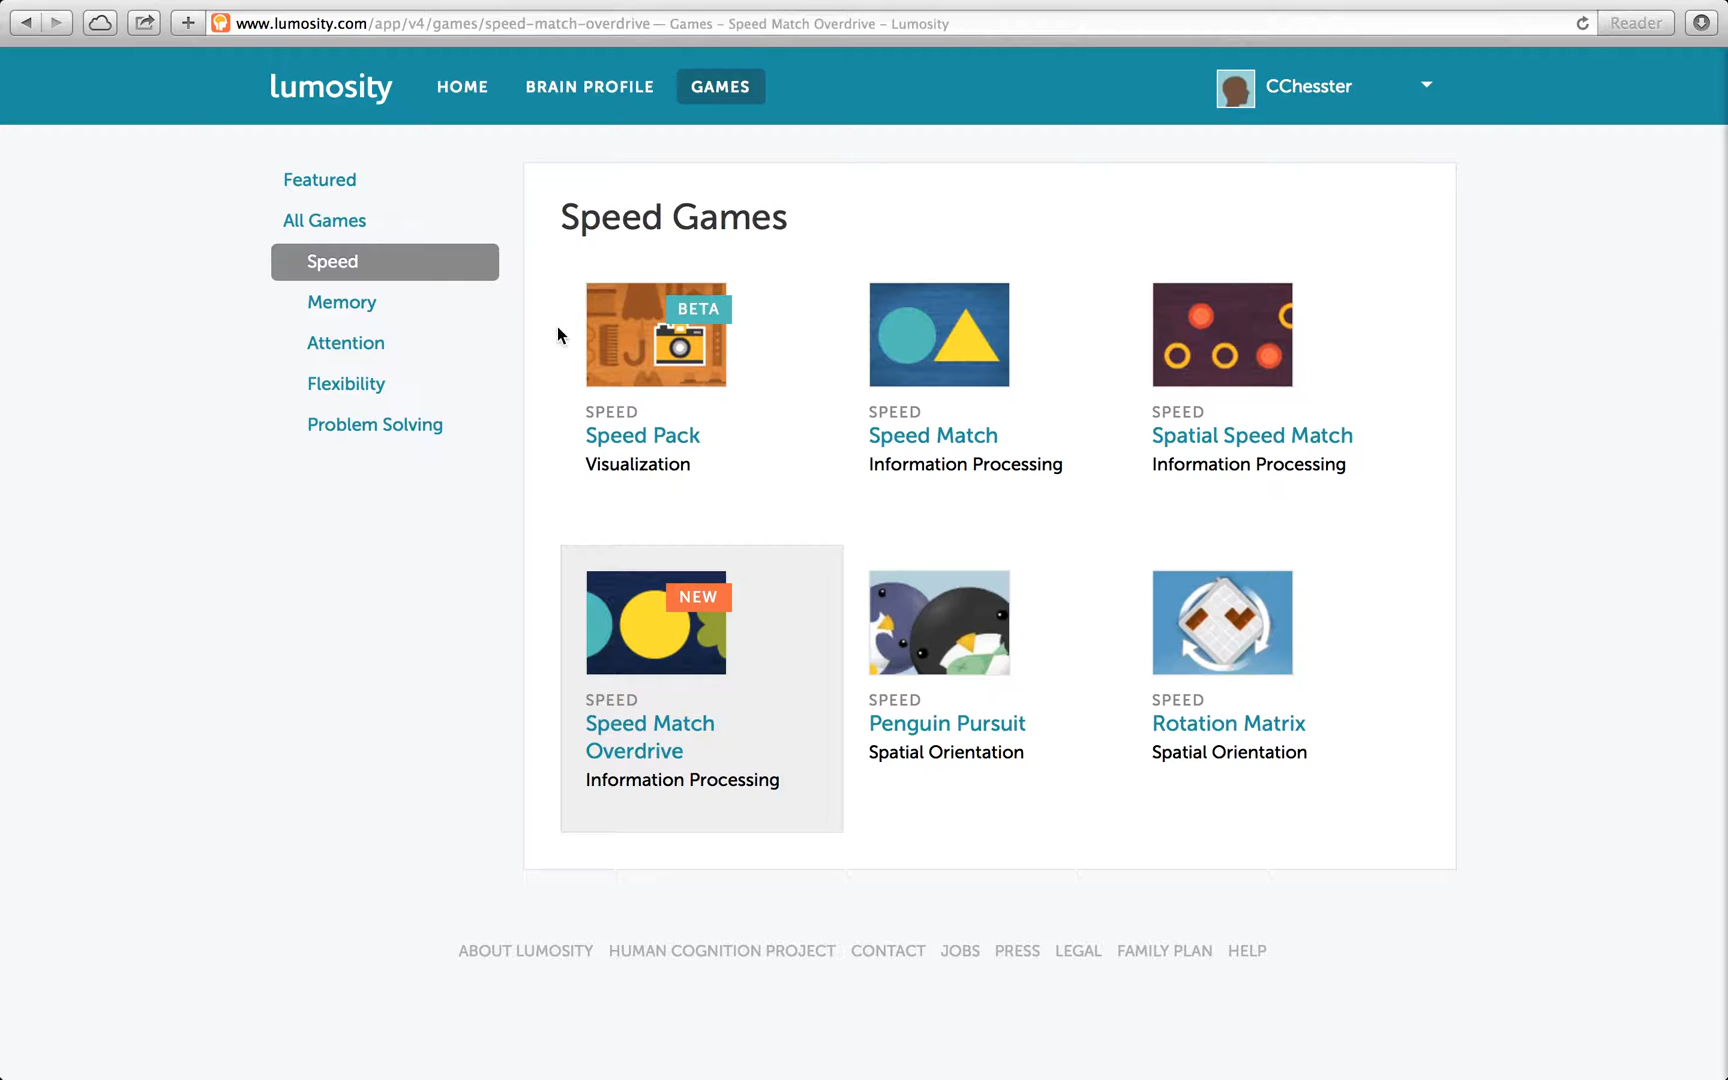 www.lumosity.com/app/v4/games/speed-match-overdrive — Games – Speed Match Overdrive – Lumosity
Reader
lumosity
HOME
BRAIN PROFILE
GAMES
CChesster
Featured
All Games
Speed
Memory
Attention
Flexibility
Problem Solving
Speed Games
BETA
SPEED
Speed Pack
Visualization
SPEED
Speed Match
Information Processing
SPEED
Spatial Speed Match
Information Processing
NEW
SPEED
Speed Match
Overdrive
Information Processing
SPEED
Penguin Pursuit
Spatial Orientation
SPEED
Rotation Matrix
Spatial Orientation
ABOUT LUMOSITY HUMAN COGNITION PROJECT CONTACT JOBS PRESS LEGAL FAMILY PLAN HELP